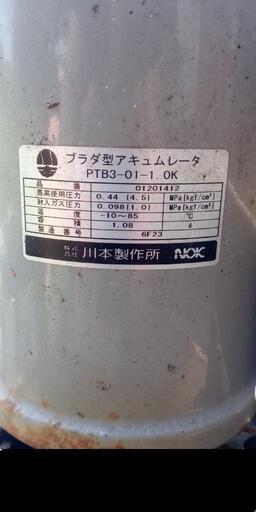 ブラダ型アキュムレータ
PTB3-01-1.0K
品番 01201412
最高使用圧力 0.44 (4.5) MPa{kgf/cm²}
封入ガス圧力 0.098(1.0) MPa{kgf/cm²}
温度 -10～85 ℃
容積 1.08 ℓ
製造番号 6F23
株式会社 川本製作所 NOK